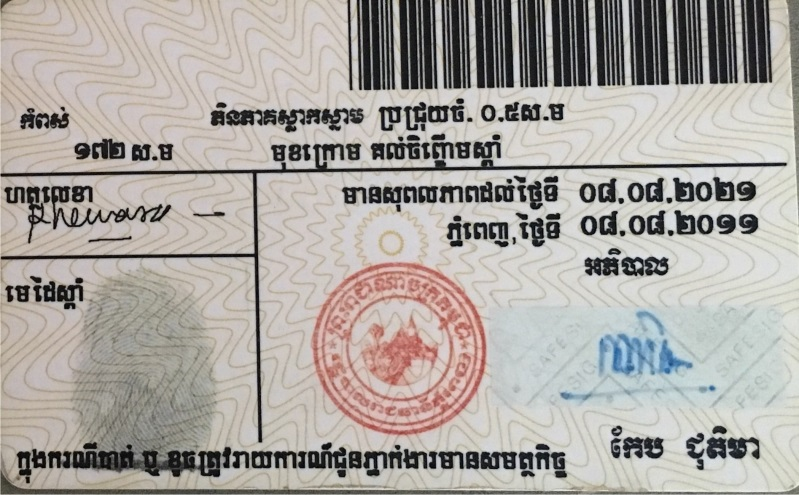 កំពស់ ភិនភាគស្លាកស្នាម ប្រជ្រុយចំ. ០.៥ស.ម
១៧២ ស.ម មុខក្រោម គល់ចិញ្ចើមស្តាំ
ហត្ថលេខា មានសុពលភាពដល់ថ្ងៃទី ០៨.០៨.២០២១
ភ្នំពេញ,ថ្ងៃទី ០៨.០៨.២០១១
អភិបាល
មេដៃស្តាំ
SAFE
កែប ជុតិមា
ក្នុងករណីបាត់ ឬ ខូចត្រូវរាយការណ៍ជូនភ្នាក់ងារមានសមត្ថកិច្ច